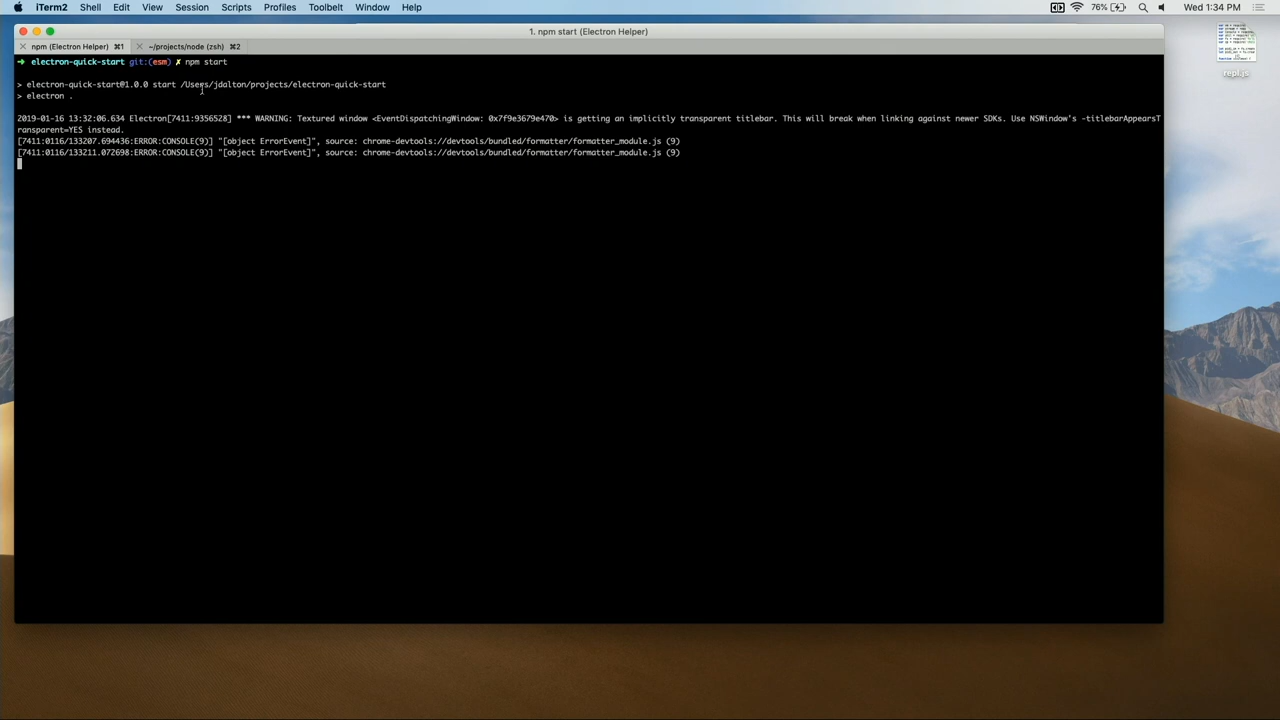 iTerm2 Shell Edit View Session Scripts Profiles Toolbelt Window Help 76% Wed 1:34 PM
1. npm start (Electron Helper)
npm (Electron Helper) ⌘1 ~/projects/node (zsh) ⌘2
➜ electron-quick-start git:(esm) ✗ npm start
> electron-quick-start@1.0.0 start /Users/jdalton/projects/electron-quick-start
> electron .
2019-01-16 13:32:06.634 Electron[7411:9356528] *** WARNING: Textured window <EventDispatchingWindow: 0x7f9e3679e470> is getting an implicitly transparent titlebar. This will break when linking against newer SDKs. Use NSWindow's -titlebarAppearsT
ransparent=YES instead.
[7411:0116/133207.694436:ERROR:CONSOLE(9)] "[object ErrorEvent]", source: chrome-devtools://devtools/bundled/formatter/formatter_module.js (9)
[7411:0116/133211.072698:ERROR:CONSOLE(9)] "[object ErrorEvent]", source: chrome-devtools://devtools/bundled/formatter/formatter_module.js (9)
repl.js